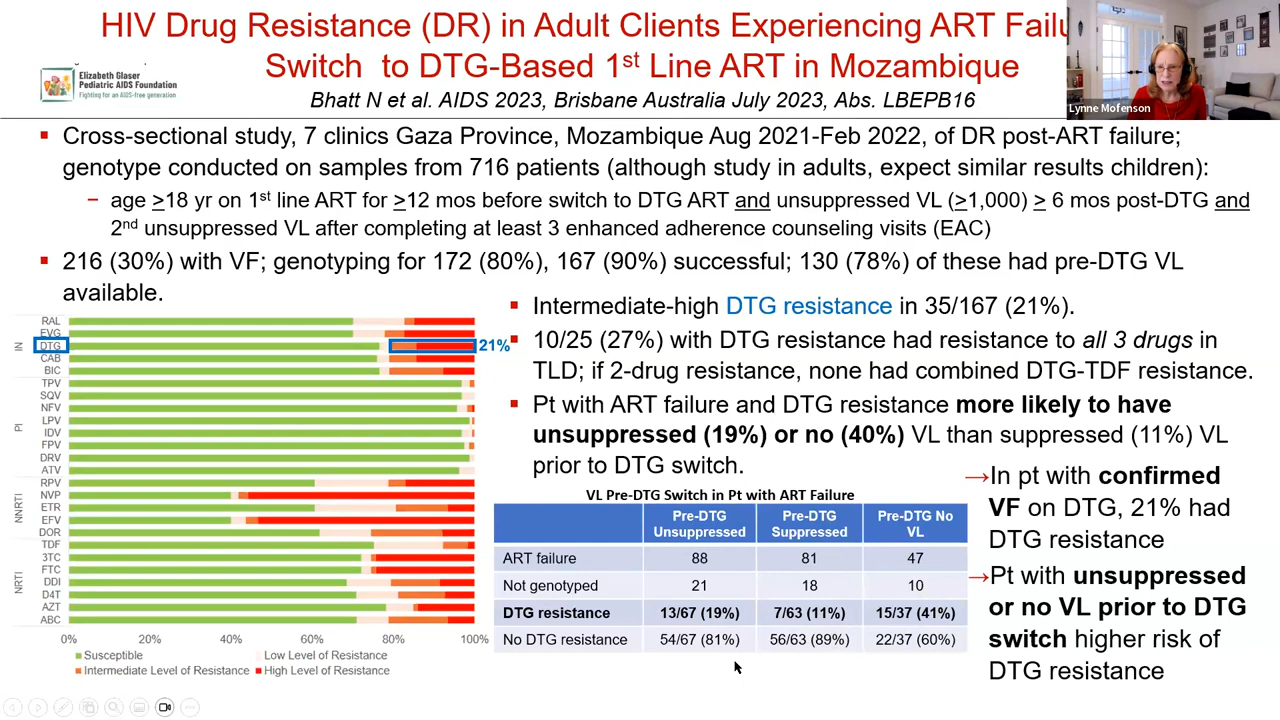 HIV Drug Resistance (DR) in Adult Clients Experiencing ART
Switch to DTG-Based 1st Line ART in Mozambique
Elizabeth Glaser
Pediatric AIDS Foundation
Fighting for an AIDS-free generation
Bhatt N et al. AIDS 2023, Brisbane Australia July 2023, Abs. LBEPB16
Lynne Mofenson
▪ Cross-sectional study, 7 clinics Gaza Province, Mozambique Aug 2021-Feb 2022, of DR post-ART failure;
genotype conducted on samples from 716 patients (although study in adults, expect similar results children):
− age >18 yr on 1st line ART for >12 mos before switch to DTG ART and unsuppressed VL (>1,000) > 6 mos post-DTG and
2nd unsuppressed VL after completing at least 3 enhanced adherence counseling visits (EAC)
▪ 216 (30%) with VF; genotyping for 172 (80%), 167 (90%) successful; 130 (78%) of these had pre-DTG VL
available.
IN
RAL
EVG
DTG
21%
CAB
BIC
PI
TPV
SQV
NFV
LPV
IDV
FPV
DRV
ATV
NNRTI
RPV
NVP
ETR
EFV
DOR
NRTI
TDF
3TC
FTC
DDI
D4T
AZT
ABC
0% 20% 40% 60% 80% 100%
Susceptible Low Level of Resistance
Intermediate Level of Resistance High Level of Resistance
▪ Intermediate-high DTG resistance in 35/167 (21%).
▪ 10/25 (27%) with DTG resistance had resistance to all 3 drugs in
TLD; if 2-drug resistance, none had combined DTG-TDF resistance.
▪ Pt with ART failure and DTG resistance more likely to have
unsuppressed (19%) or no (40%) VL than suppressed (11%) VL
prior to DTG switch.
VL Pre-DTG Switch in Pt with ART Failure
Pre-DTG Unsuppressed Pre-DTG Suppressed Pre-DTG No VL
ART failure 88 81 47
Not genotyped 21 18 10
DTG resistance 13/67 (19%) 7/63 (11%) 15/37 (41%)
No DTG resistance 54/67 (81%) 56/63 (89%) 22/37 (60%)
→In pt with confirmed
VF on DTG, 21% had
DTG resistance
→Pt with unsuppressed
or no VL prior to DTG
switch higher risk of
DTG resistance